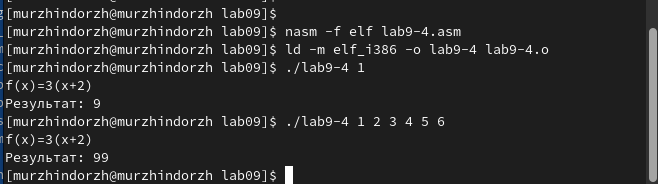 [murzhindorzh@murzhindorzh lab09]$
[murzhindorzh@murzhindorzh lab09]$ nasm -f elf lab9-4.asm
[murzhindorzh@murzhindorzh lab09]$ ld -m elf_i386 -o lab9-4 lab9-4.o
[murzhindorzh@murzhindorzh lab09]$ ./lab9-4 1
f(x)=3(x+2)
Результат: 9
[murzhindorzh@murzhindorzh lab09]$ ./lab9-4 1 2 3 4 5 6
f(x)=3(x+2)
Результат: 99
[murzhindorzh@murzhindorzh lab09]$